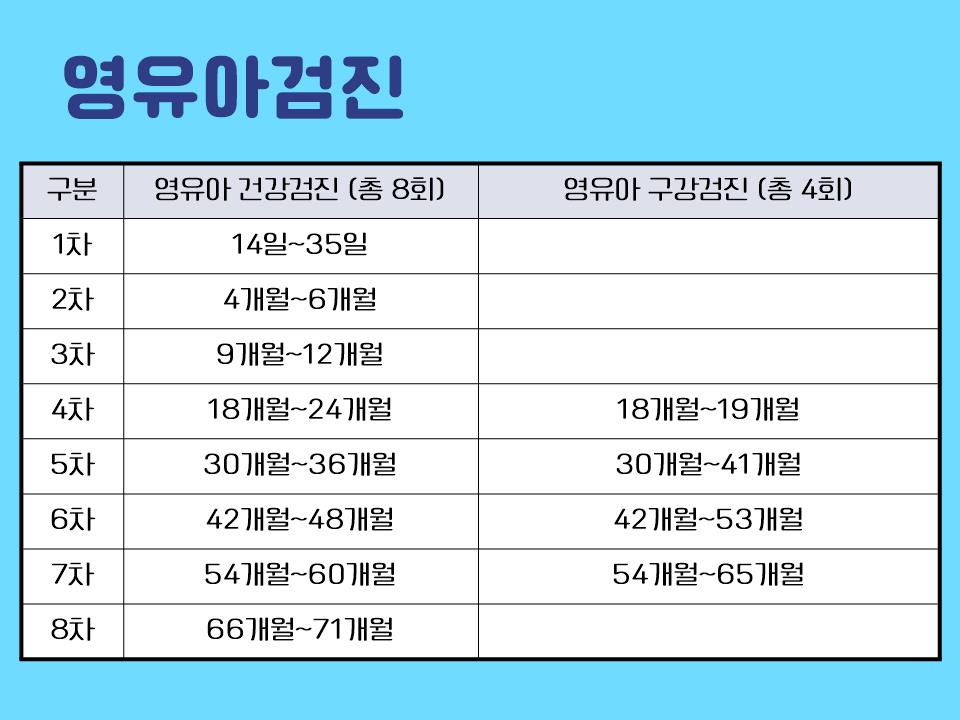 영유아검진
구분 영유아 건강검진 (총 8회) 영유아 구강검진 (총 4회)
1차 14일~35일
2차 4개월~6개월
3차 9개월~12개월
4차 18개월~24개월 18개월~19개월
5차 30개월~36개월 30개월~41개월
6차 42개월~48개월 42개월~53개월
7차 54개월~60개월 54개월~65개월
8차 66개월~71개월